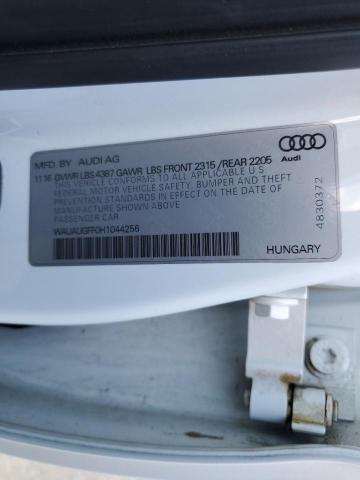 MFD. BY AUDI AG
11 16 GVWR LBS 4387 GAWR LBS FRONT 2315 / REAR 2205
THIS VEHICLE CONFORMS TO ALL APPLICABLE U.S.
FEDERAL MOTOR VEHICLE SAFETY, BUMPER AND THEFT
PREVENTION STANDARDS IN EFFECT ON THE DATE OF MANUFACTURE SHOWN ABOVE
PASSENGER CAR
WAUAUGFF0H1044256
Audi
4830372
HUNGARY